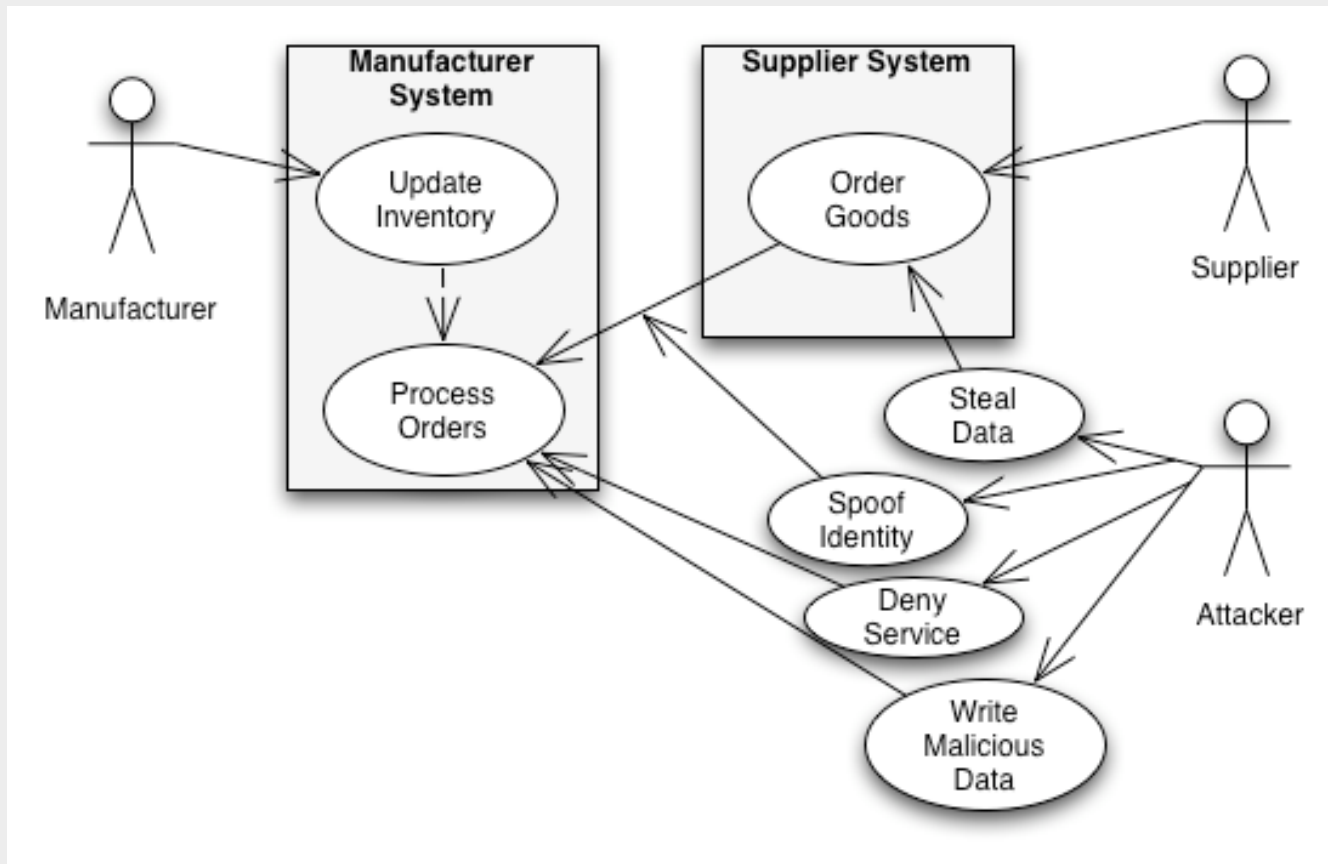 Manufacturer
System
Supplier System
Update
Inventory
Order
Goods
Manufacturer
Supplier
Process
Orders
Steal
Data
Spoof
Identity
Deny
Service
Attacker
Write
Malicious
Data